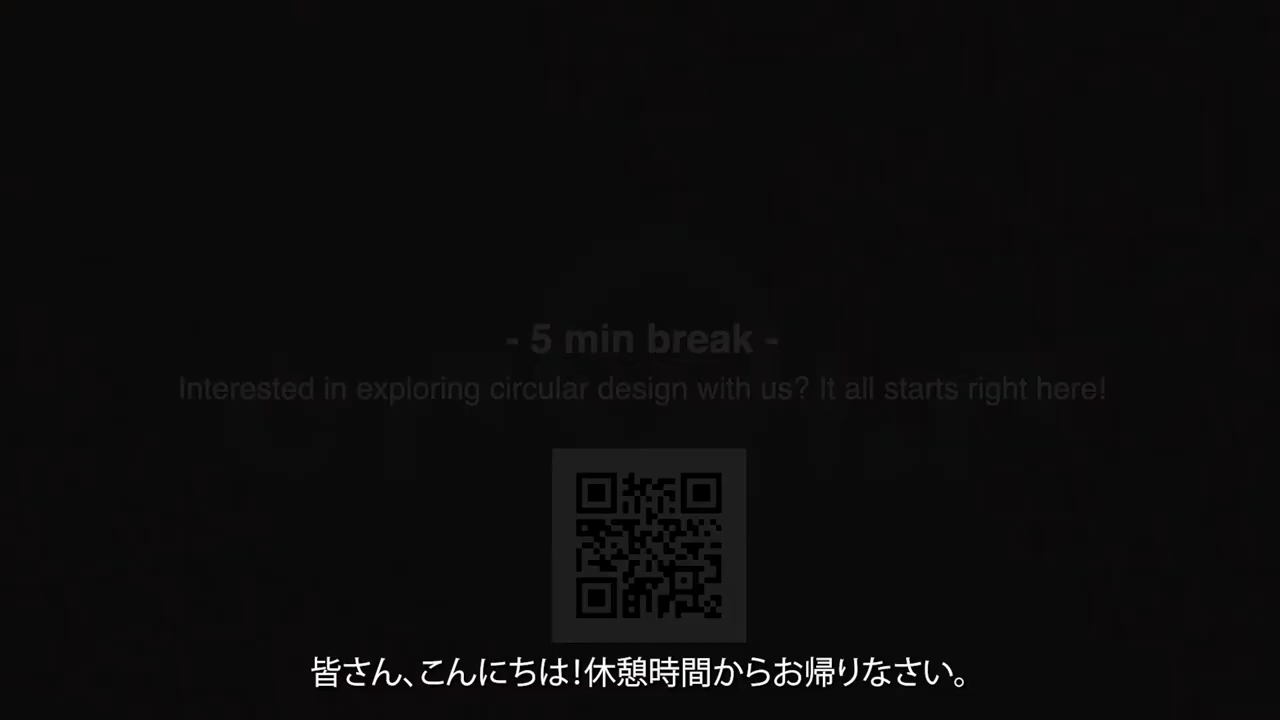 - 5 min break -
Interested in exploring circular design with us? It all starts right here!
皆さん、こんにちは！休憩時間からお帰りなさい。